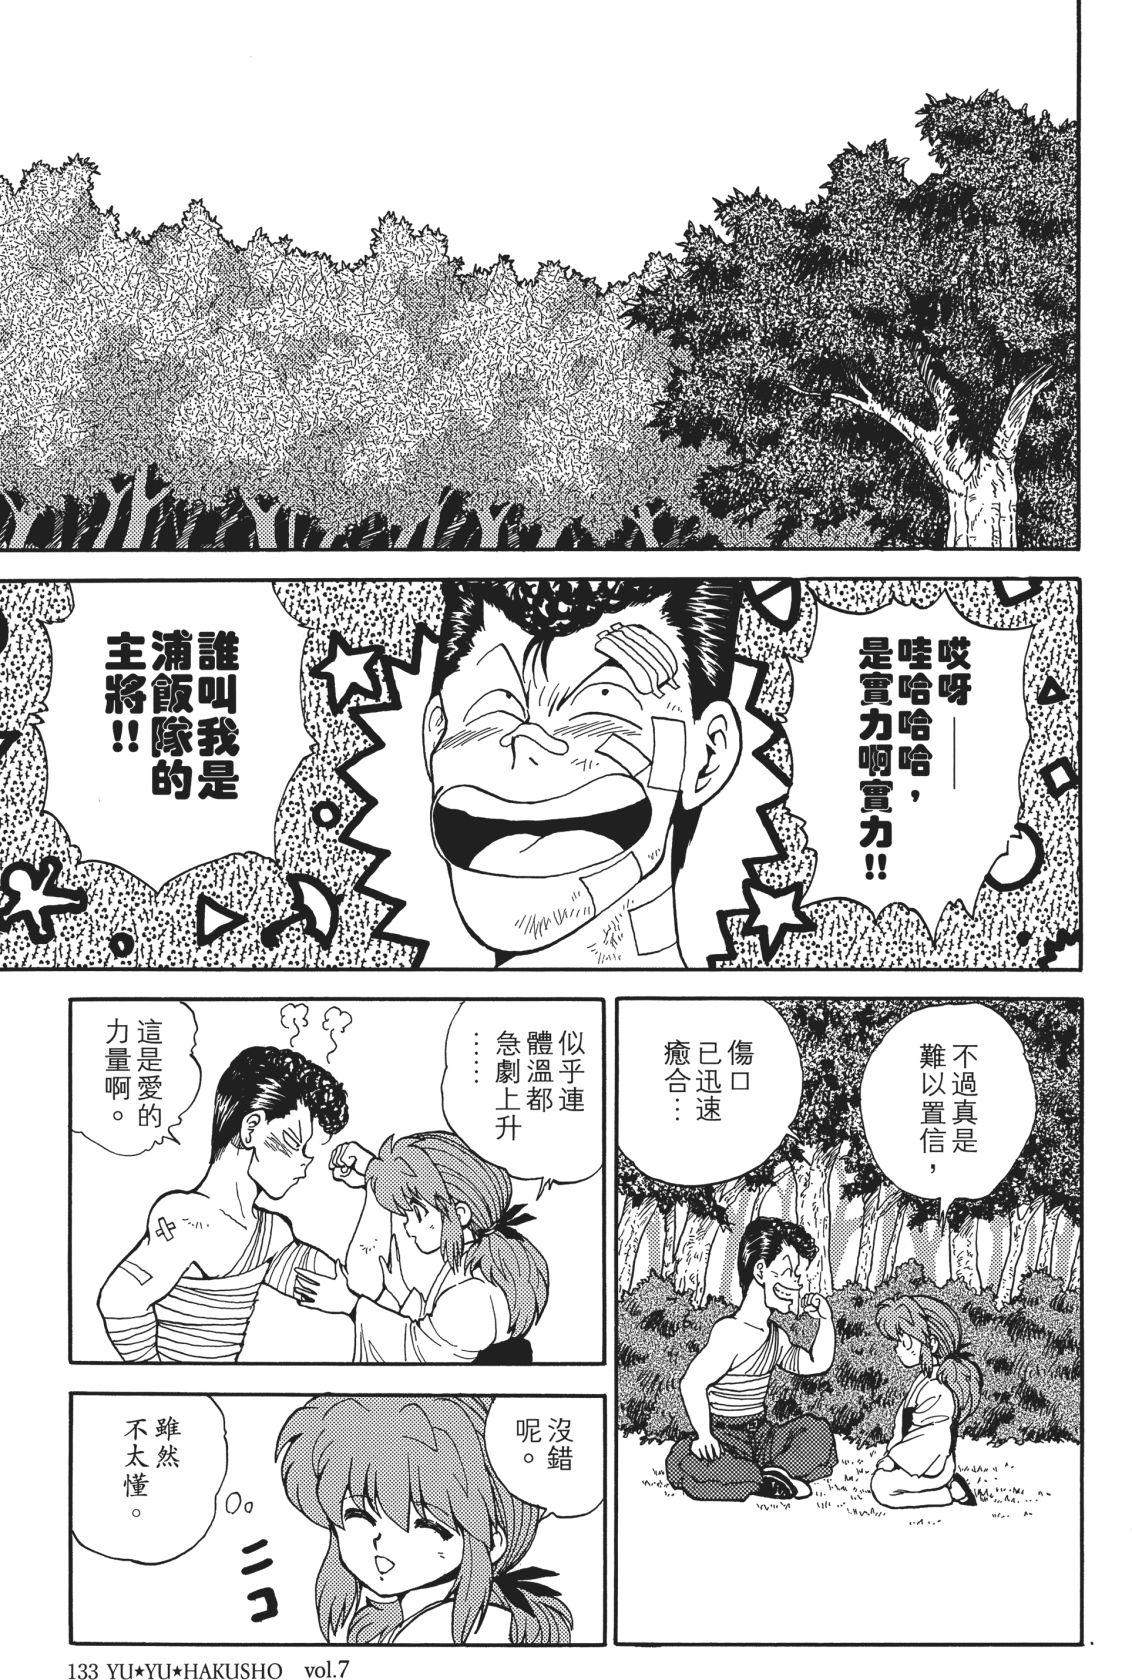 哎呀——
哇哈哈哈，
是實力啊實力!!
誰叫我是
浦飯隊的
主將!!
不過真是
難以置信，
傷口
已迅速
癒合…
似乎連
體溫都
急劇上升
……
這是愛的
力量啊。
沒錯
呢。
雖然
不太懂。
ニコ
133 YU★YU★HAKUSHO vol.7